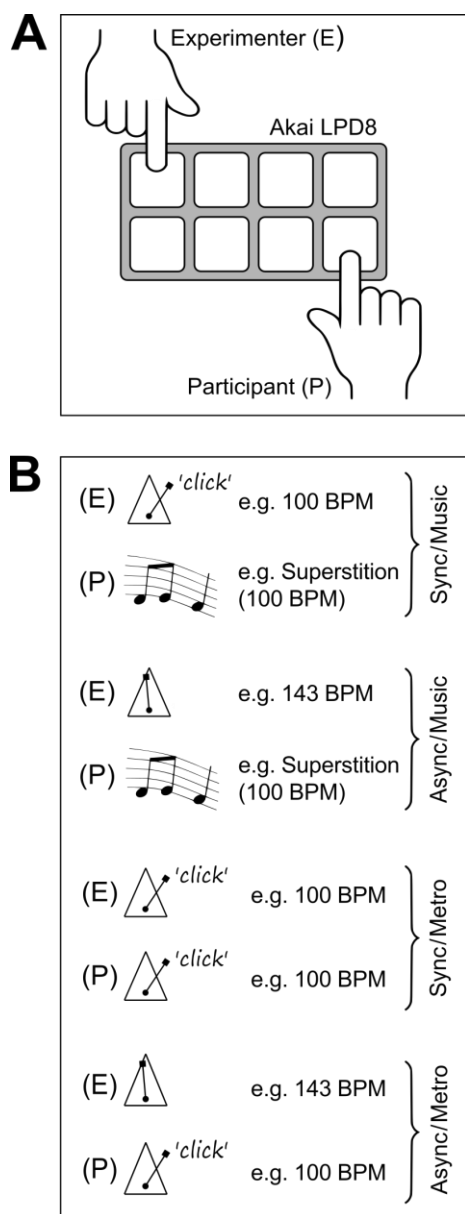 A
Experimenter (E)
Akai LPD8
Participant (P)
B
(E) 'click' e.g. 100 BPM
(P) e.g. Superstition
(100 BPM)
Sync/Music
(E) e.g. 143 BPM
(P) e.g. Superstition
(100 BPM)
Async/Music
(E) 'click' e.g. 100 BPM
(P) 'click' e.g. 100 BPM
Sync/Metro
(E) e.g. 143 BPM
(P) 'click' e.g. 100 BPM
Async/Metro